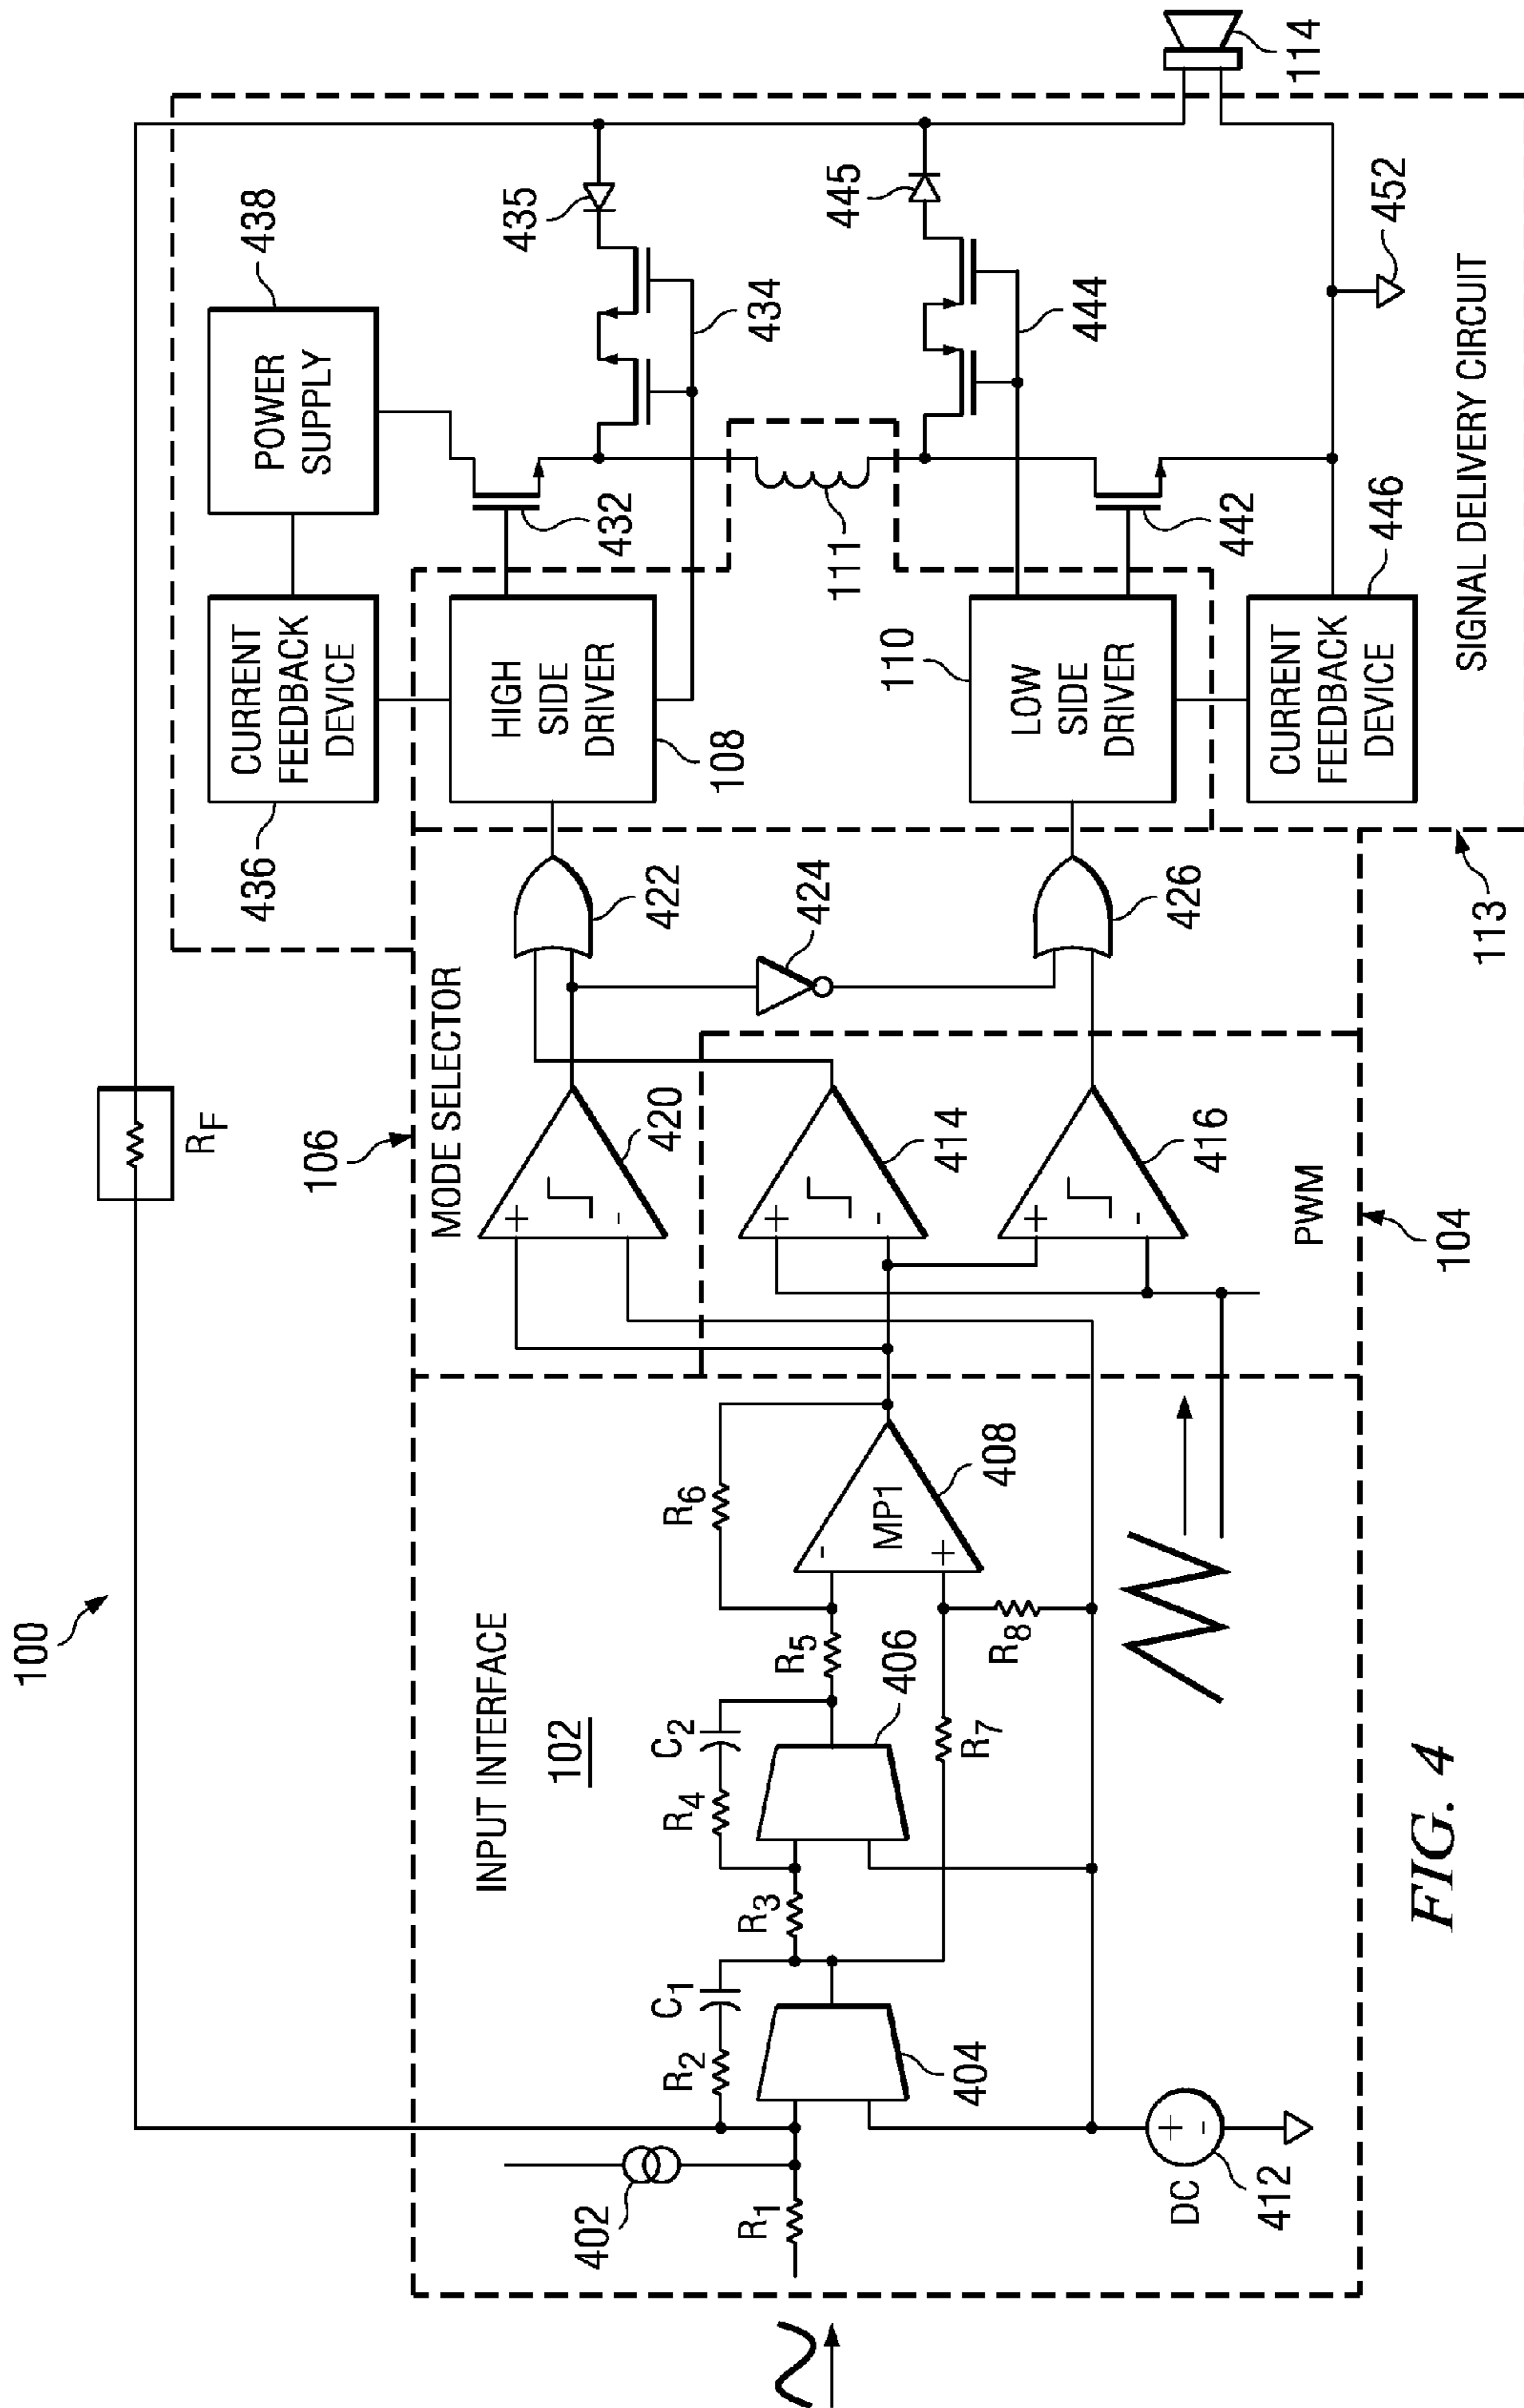 100
R_F
106
MODE SELECTOR
INPUT INTERFACE
102
402
R1
R2
C1
404
R3
R4
C2
406
R5
R6
R7
R8
MP1
-
+
408
DC
+
-
412
+
-
420
+
-
414
+
-
416
PWM
104
422
424
426
436
CURRENT
FEEDBACK
DEVICE
POWER
SUPPLY
438
HIGH
SIDE
DRIVER
108
432
434
435
111
110
LOW
SIDE
DRIVER
442
444
445
CURRENT
FEEDBACK
DEVICE
446
452
114
113
SIGNAL DELIVERY CIRCUIT
FIG. 4